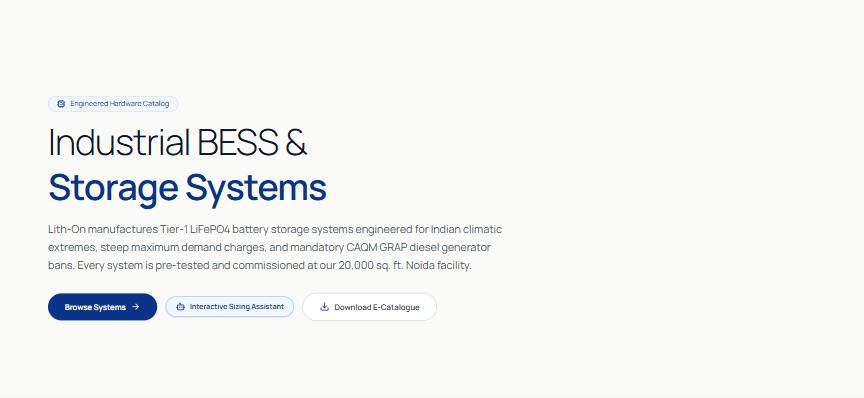 Engineered Hardware Catalog
Industrial BESS &
Storage Systems
Lith-On manufactures Tier-1 LiFePO4 battery storage systems engineered for Indian climatic
extremes, steep maximum demand charges, and mandatory CAQM GRAP diesel generator
bans. Every system is pre-tested and commissioned at our 20,000 sq. ft. Noida facility.
Browse Systems → Interactive Sizing Assistant Download E-Catalogue